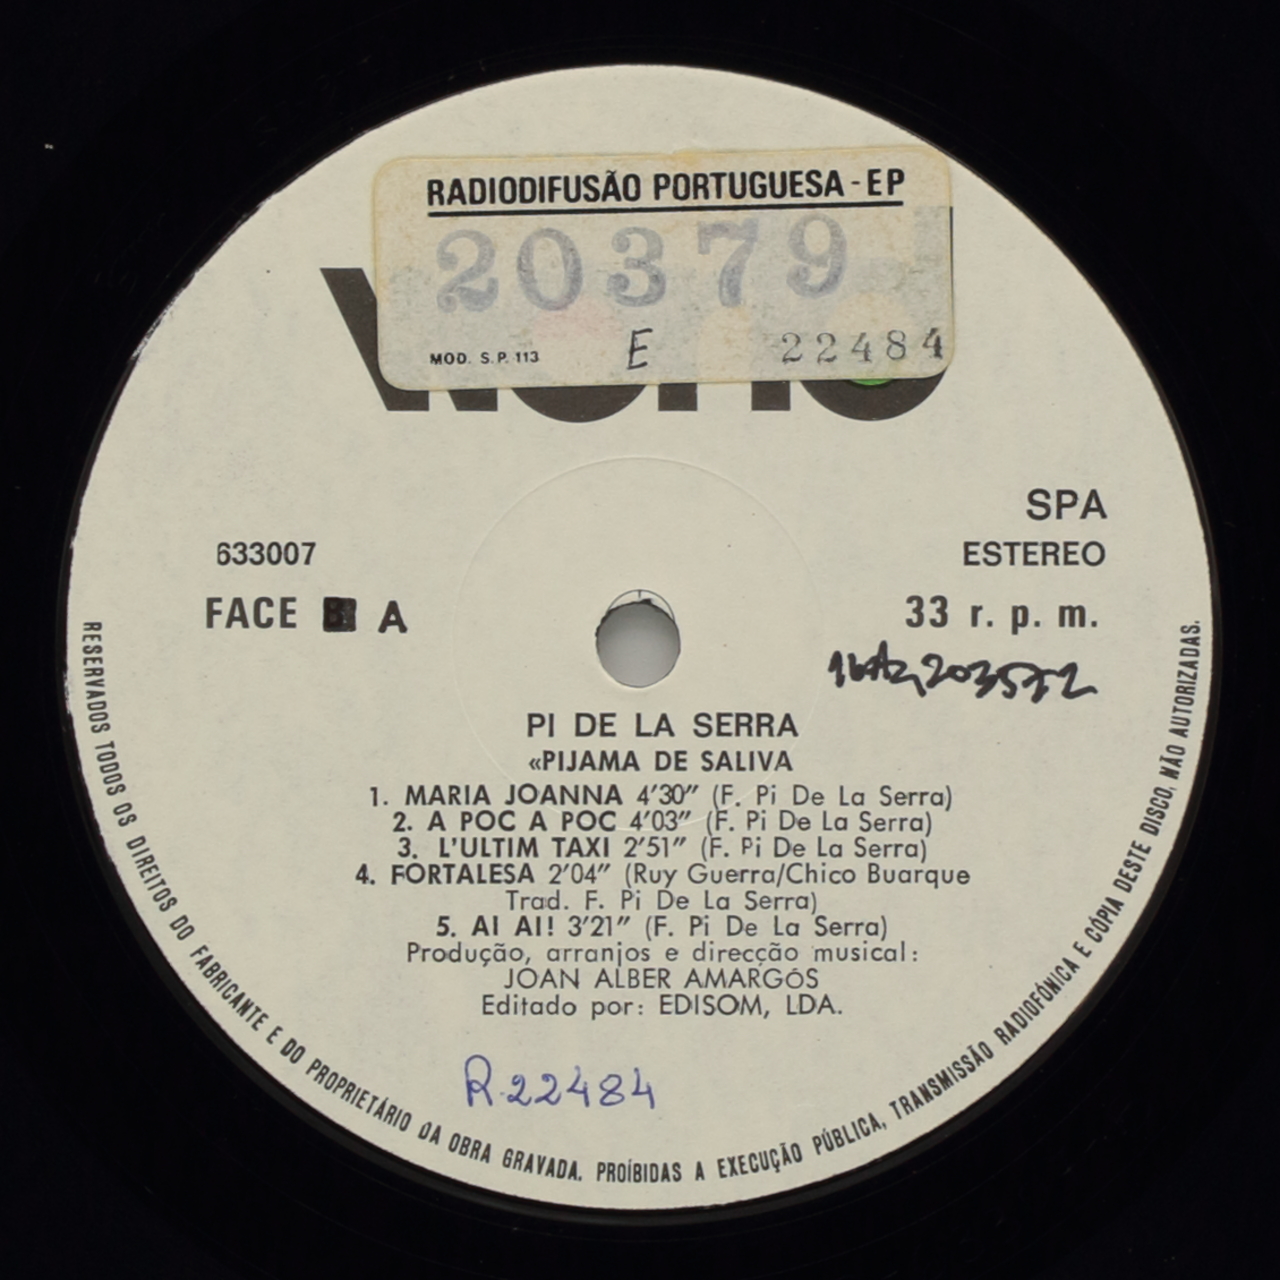 RADIODIFUSÃO PORTUGUESA - EP
20379
MOD. S.P. 113 E 22484
SPA
633007 ESTEREO
FACE B A 33 r. p. m.
PI DE LA SERRA
«PIJAMA DE SALIVA
1. MARIA JOANNA 4'30" (F. Pi De La Serra)
2. A POC A POC 4'03" (F. Pi De La Serra)
3. L'ULTIM TAXI 2'51" (F. Pi De La Serra)
4. FORTALESA 2'04" (Ruy Guerra/Chico Buarque
Trad. F. Pi De La Serra)
5. AI AI! 3'21" (F. Pi De La Serra)
Produção, arranjos e direcção musical:
JOAN ALBER AMARGÓS
Editado por: EDISOM, LDA.
R.22484
RESERVADOS TODOS OS DIREITOS DO FABRICANTE E DO PROPRIETÁRIO DA OBRA GRAVADA. PROÍBIDAS A EXECUÇÃO PÚBLICA, TRANSMISSÃO RADIOFÓNICA E CÓPIA DESTE DISCO, NÃO AUTORIZADAS.